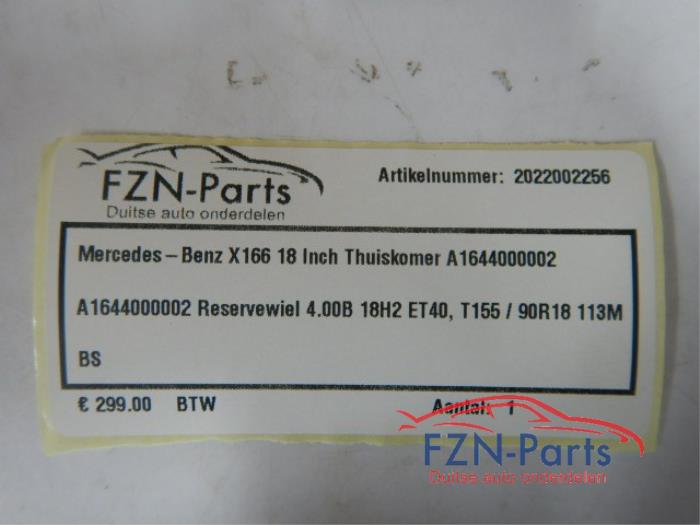 FZN-Parts
Duitse auto onderdelen
Artikelnummer: 2022002256
Mercedes – Benz X166 18 Inch Thuiskomer A1644000002
A1644000002 Reservewiel 4.00B 18H2 ET40, T155 / 90R18 113M
BS
€ 299.00 BTW
Aantal: 1
FZN-Parts
Duitse auto onderdelen